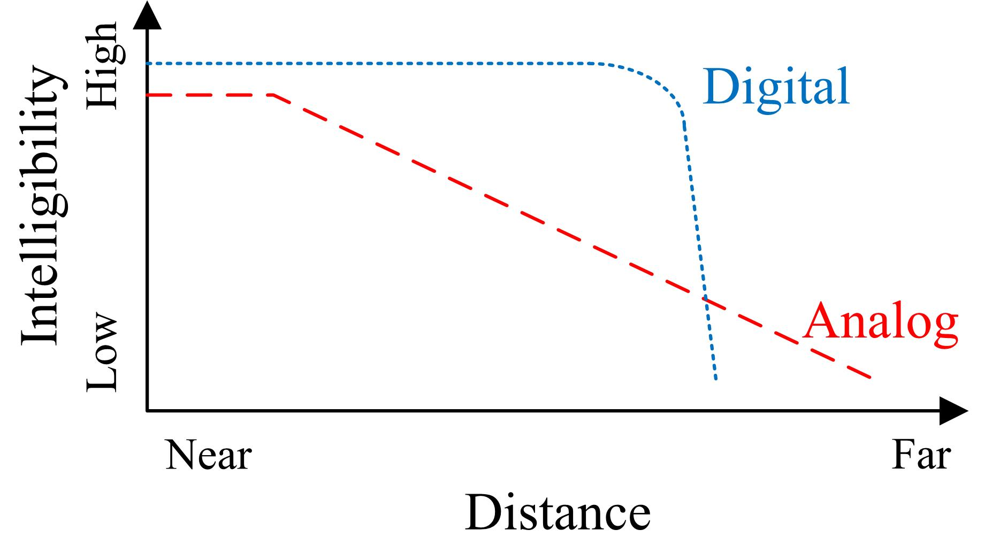 Intelligibility
High
Low
Digital
Analog
Near
Far
Distance